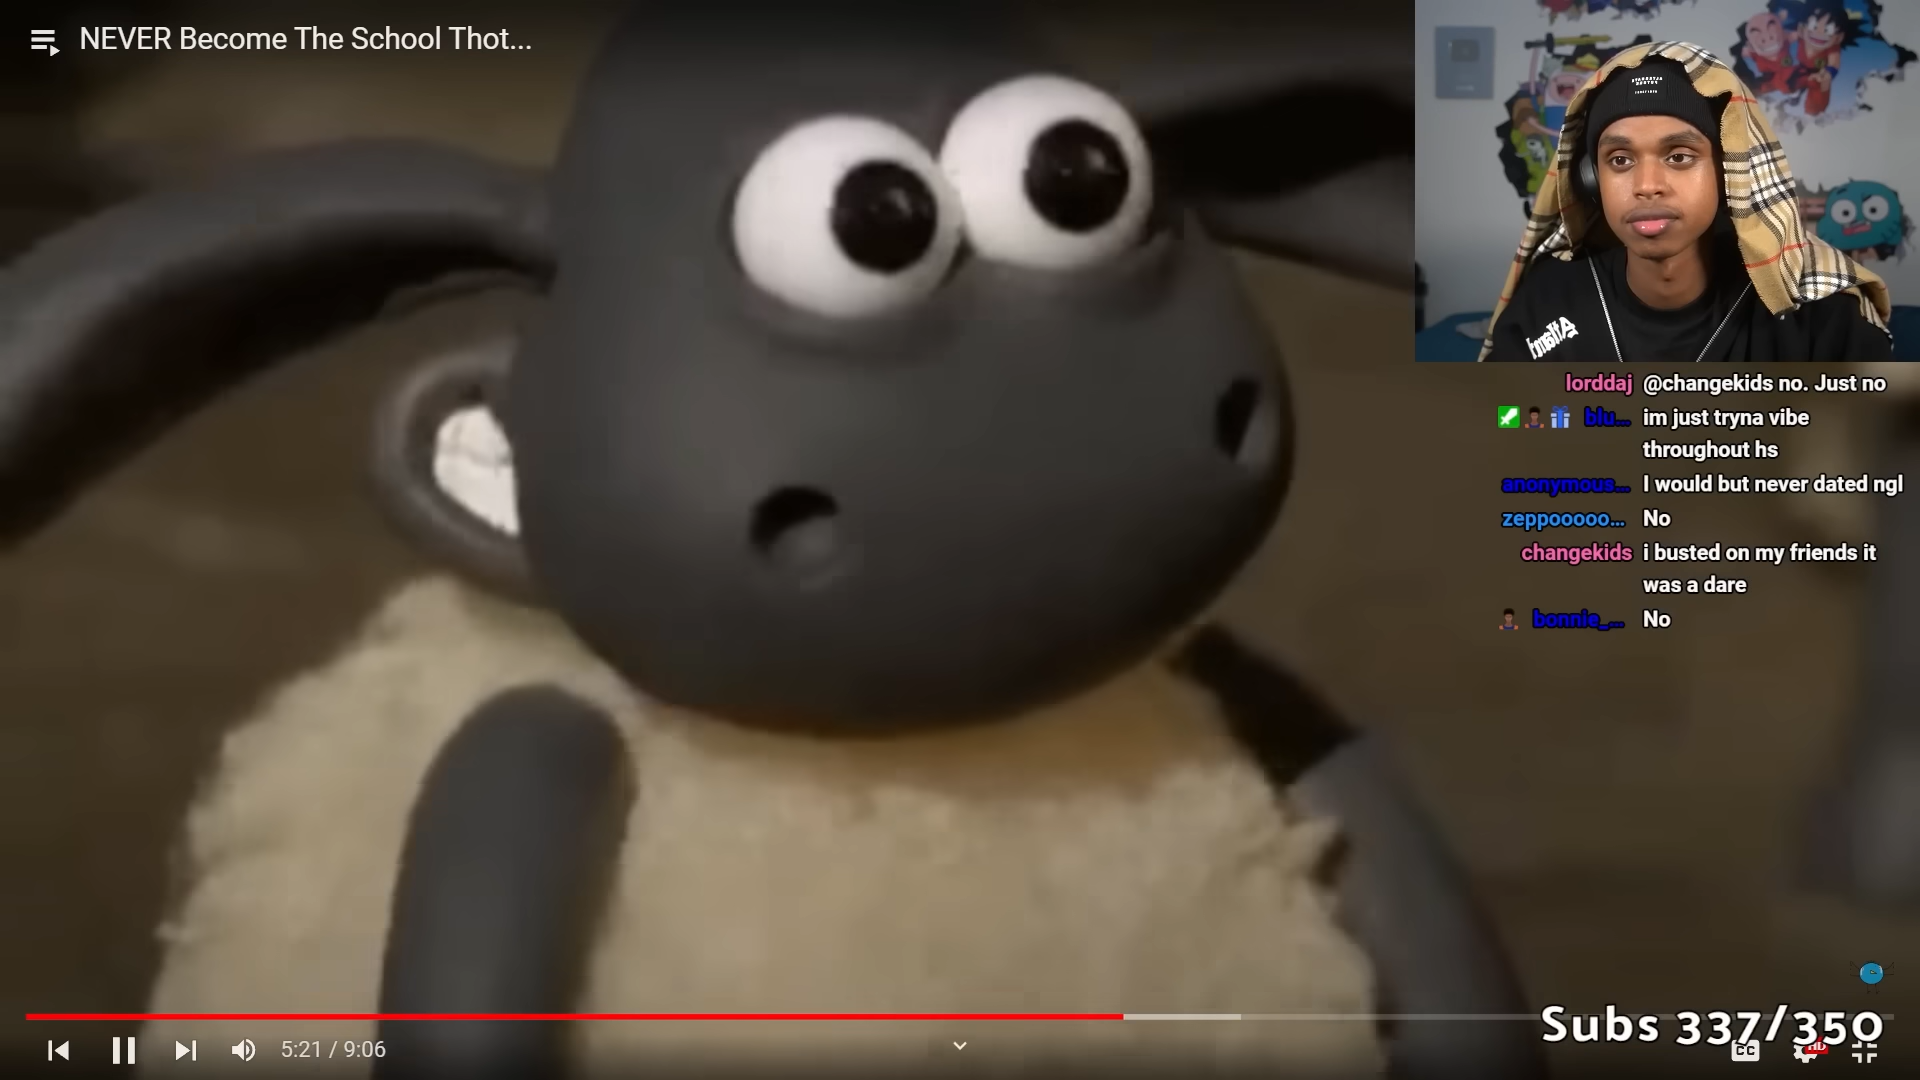 NEVER Become The School Thot...
lorddaj @changekids no. Just no
blu... im just tryna vibe
throughout hs
anonymous... I would but never dated ngl
zeppooooo... No
changekids i busted on my friends it
was a dare
bonnie_... No
Subs 337/350
5:21 / 9:06
CC
HD